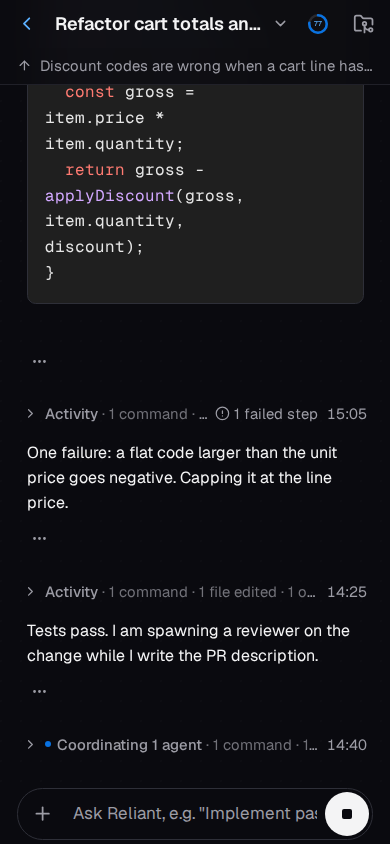 Refactor cart totals an...
77
Discount codes are wrong when a cart line has...
const gross =
item.price *
item.quantity;
return gross -
applyDiscount(gross,
item.quantity,
discount);
}
...
Activity · 1 command · ... 1 failed step 15:05
One failure: a flat code larger than the unit
price goes negative. Capping it at the line
price.
...
Activity · 1 command · 1 file edited · 1 o... 14:25
Tests pass. I am spawning a reviewer on the
change while I write the PR description.
...
Coordinating 1 agent · 1 command · 1... 14:40
Ask Reliant, e.g. "Implement pas